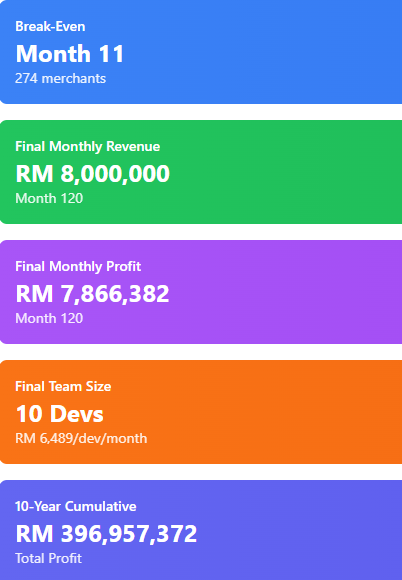 Break-Even
Month 11
274 merchants
Final Monthly Revenue
RM 8,000,000
Month 120
Final Monthly Profit
RM 7,866,382
Month 120
Final Team Size
10 Devs
RM 6,489/dev/month
10-Year Cumulative
RM 396,957,372
Total Profit